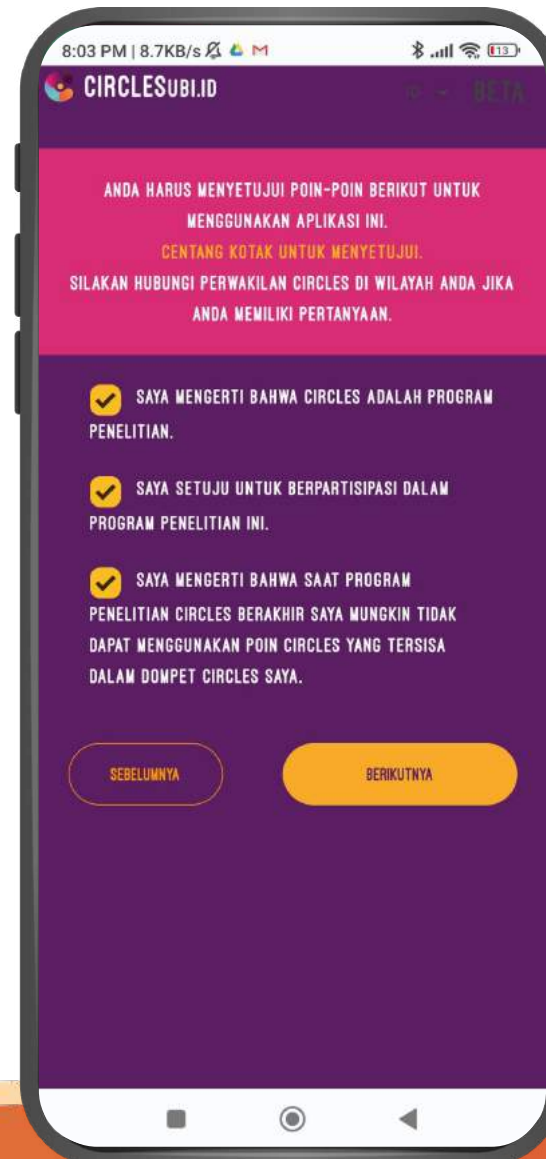 8:03 PM | 8.7KB/s
13
CIRCLESUBI.ID
BETA
ANDA HARUS MENYETUJUI POIN-POIN BERIKUT UNTUK
MENGGUNAKAN APLIKASI INI.
CENTANG KOTAK UNTUK MENYETUJUI.
SILAKAN HUBUNGI PERWAKILAN CIRCLES DI WILAYAH ANDA JIKA
ANDA MEMILIKI PERTANYAAN.
SAYA MENGERTI BAHWA CIRCLES ADALAH PROGRAM
PENELITIAN.
SAYA SETUJU UNTUK BERPARTISIPASI DALAM
PROGRAM PENELITIAN INI.
SAYA MENGERTI BAHWA SAAT PROGRAM
PENELITIAN CIRCLES BERAKHIR SAYA MUNGKIN TIDAK
DAPAT MENGGUNAKAN POIN CIRCLES YANG TERSISA
DALAM DOMPET CIRCLES SAYA.
SEBELUMNYA
BERIKUTNYA